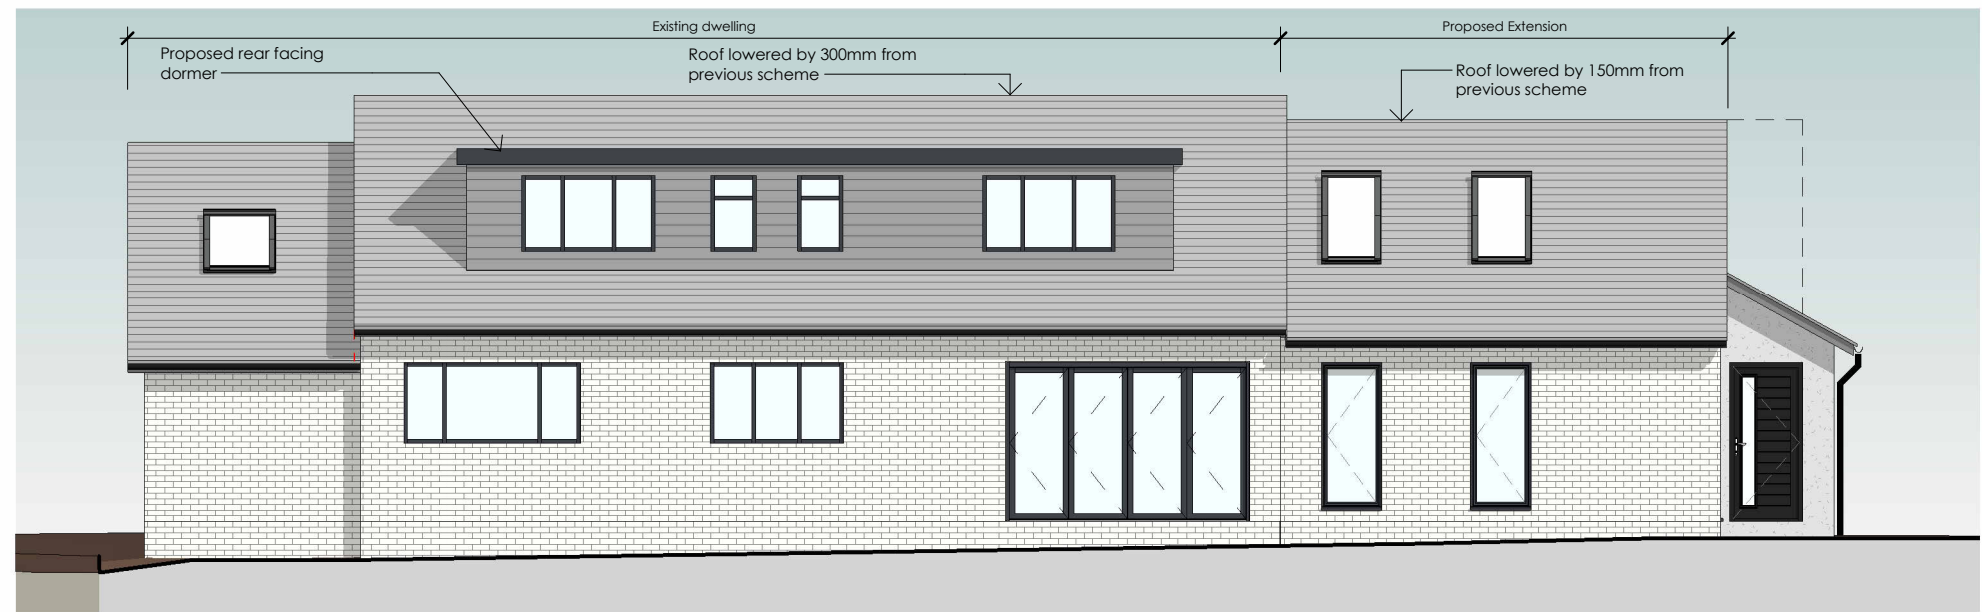 Existing dwelling
Proposed Extension
Proposed rear facing
dormer
Roof lowered by 300mm from
previous scheme
Roof lowered by 150mm from
previous scheme